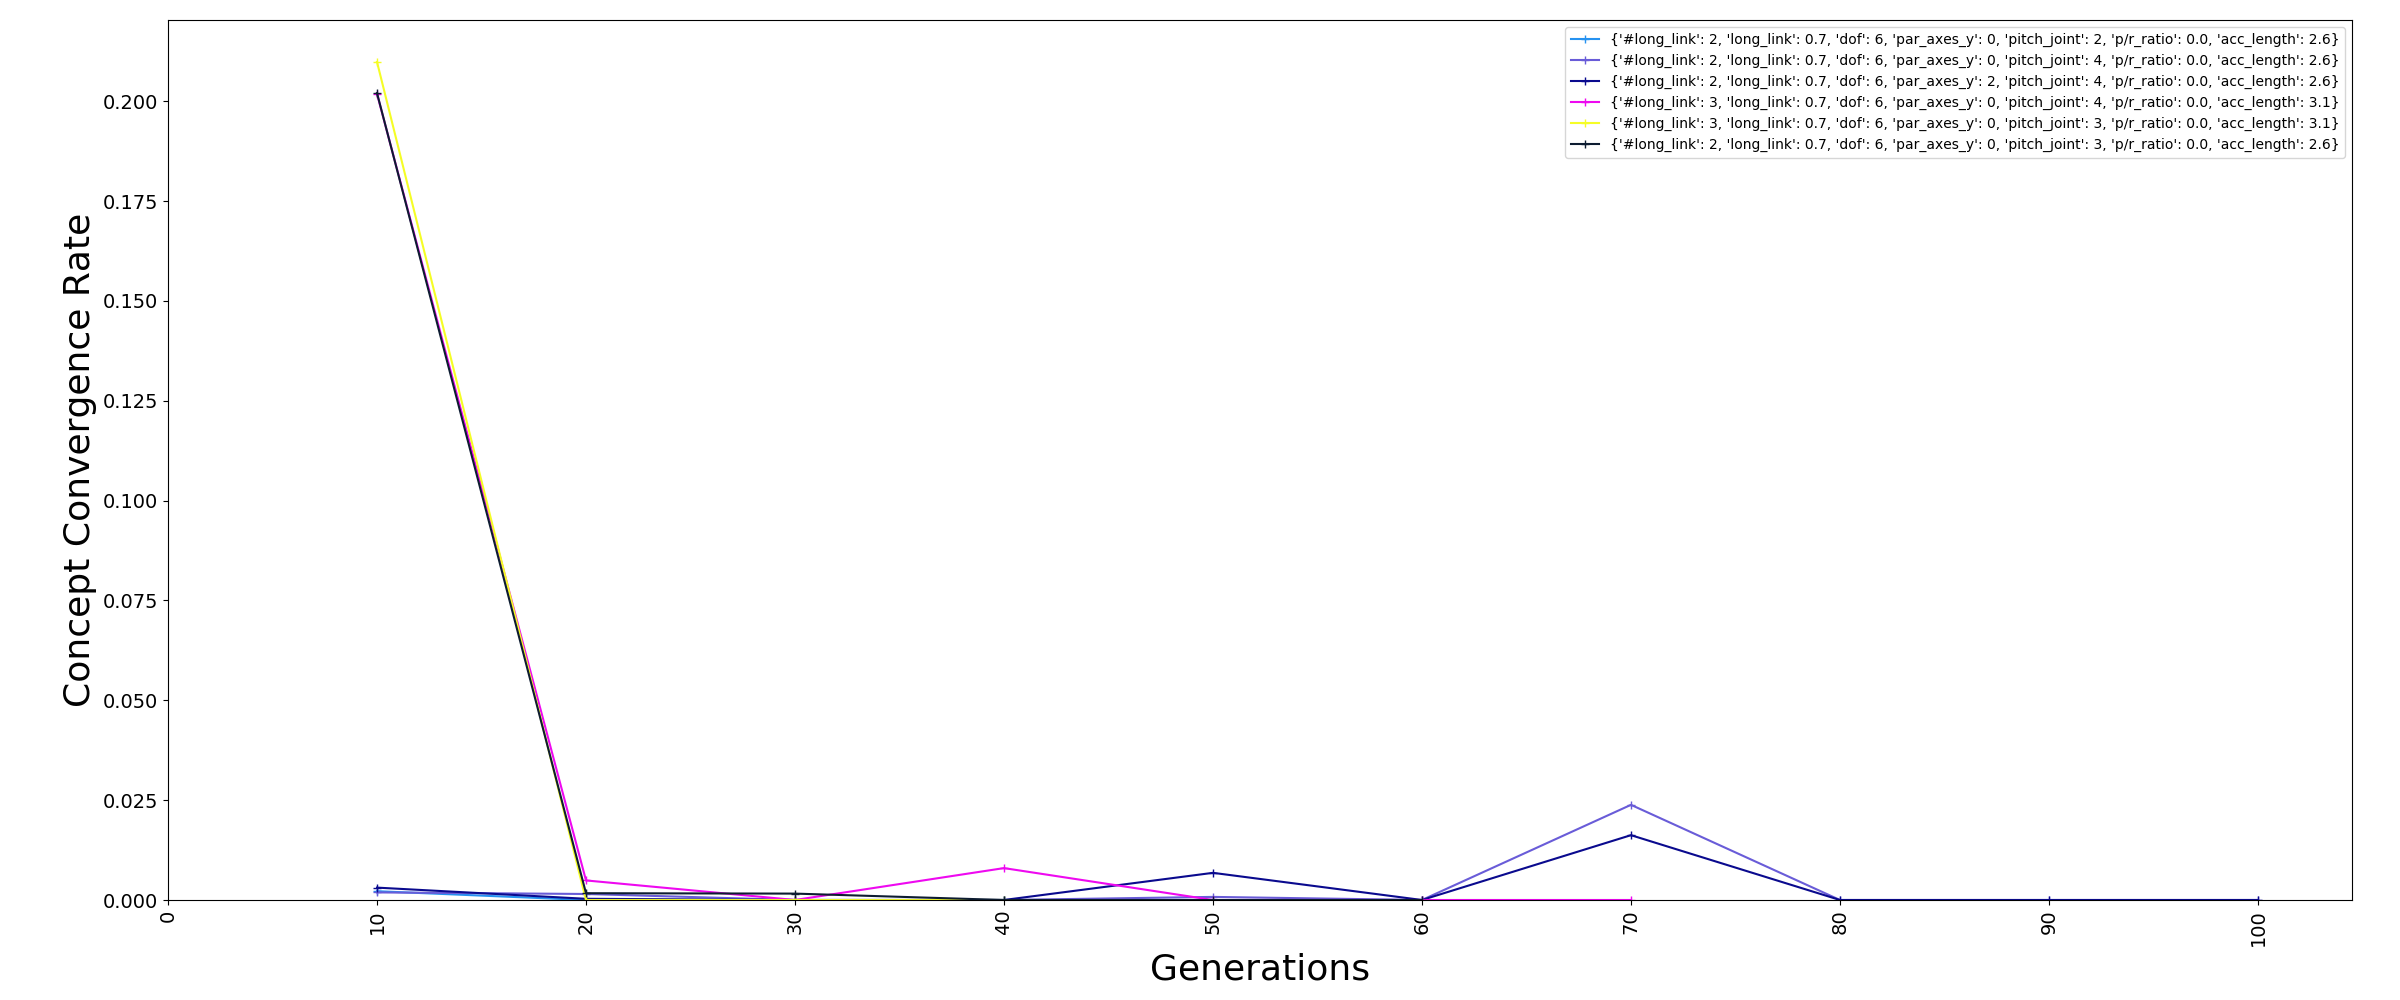 {'#long_link': 2, 'long_link': 0.7, 'dof': 6, 'par_axes_y': 0, 'pitch_joint': 2, 'p/r_ratio': 0.0, 'acc_length': 2.6}
{'#long_link': 2, 'long_link': 0.7, 'dof': 6, 'par_axes_y': 0, 'pitch_joint': 4, 'p/r_ratio': 0.0, 'acc_length': 2.6}
{'#long_link': 2, 'long_link': 0.7, 'dof': 6, 'par_axes_y': 2, 'pitch_joint': 4, 'p/r_ratio': 0.0, 'acc_length': 2.6}
{'#long_link': 3, 'long_link': 0.7, 'dof': 6, 'par_axes_y': 0, 'pitch_joint': 4, 'p/r_ratio': 0.0, 'acc_length': 3.1}
{'#long_link': 3, 'long_link': 0.7, 'dof': 6, 'par_axes_y': 0, 'pitch_joint': 3, 'p/r_ratio': 0.0, 'acc_length': 3.1}
{'#long_link': 2, 'long_link': 0.7, 'dof': 6, 'par_axes_y': 0, 'pitch_joint': 3, 'p/r_ratio': 0.0, 'acc_length': 2.6}
Concept Convergence Rate
0.200
0.175
0.150
0.125
0.100
0.075
0.050
0.025
0.000
0
10
20
30
40
50
60
70
80
90
100
Generations